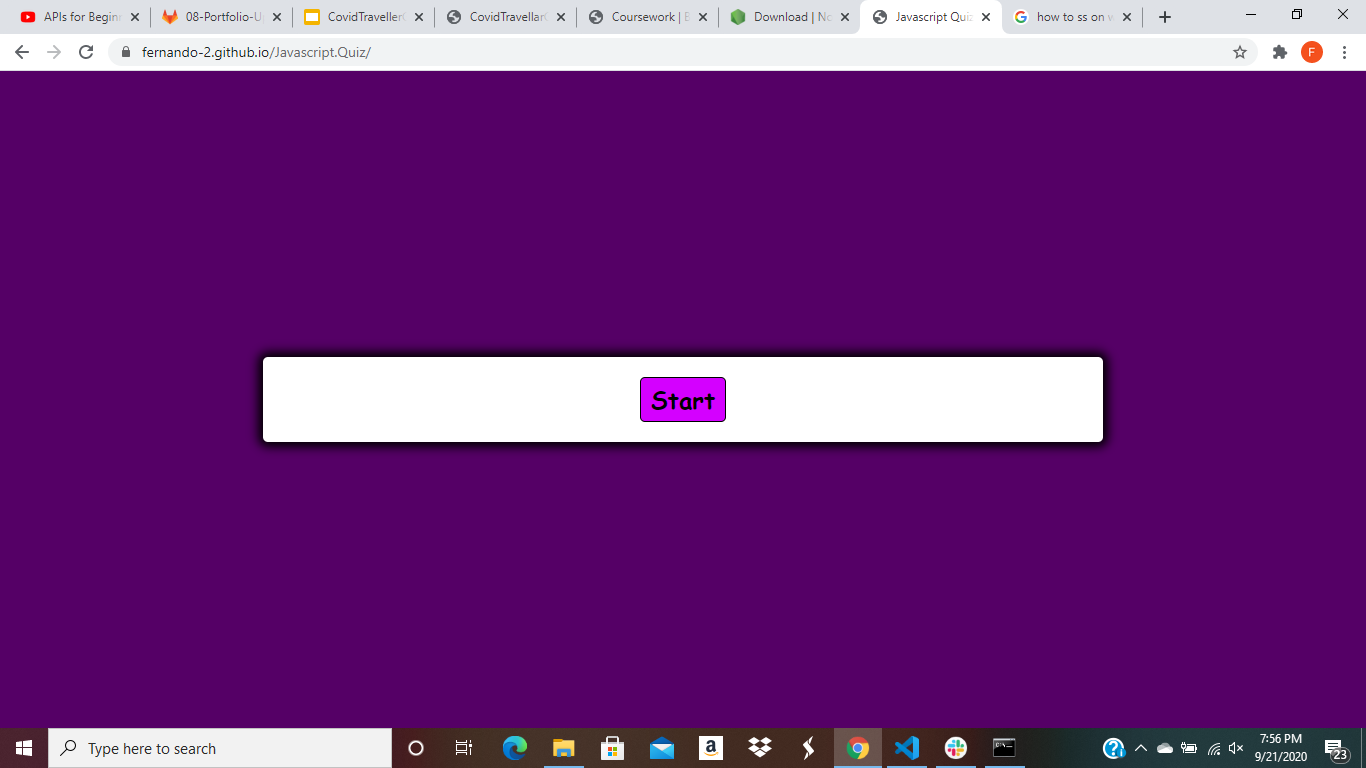 APIs for Beginn
08-Portfolio-U
CovidTraveller
CovidTravellar
Coursework | B
Download | No
Javascript Quiz
how to ss on w
fernando-2.github.io/Javascript.Quiz/
F
Start
Type here to search
7:56 PM
9/21/2020
23